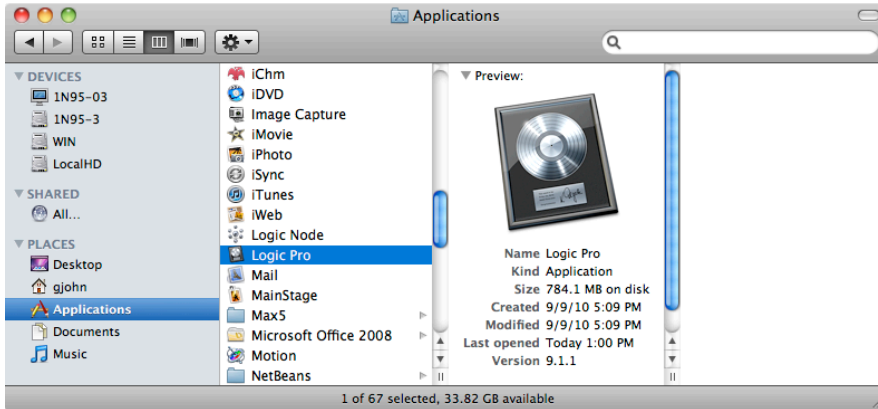 Applications
DEVICES
1N95-03
1N95-3
WIN
LocalHD
SHARED
All...
PLACES
Desktop
gjohn
Applications
Documents
Music
iChm
iDVD
Image Capture
iMovie
iPhoto
iSync
iTunes
iWeb
Logic Node
Logic Pro
Mail
MainStage
Max5
Microsoft Office 2008
Motion
NetBeans
Preview:
Name Logic Pro
Kind Application
Size 784.1 MB on disk
Created 9/9/10 5:09 PM
Modified 9/9/10 5:09 PM
Last opened Today 1:00 PM
Version 9.1.1
1 of 67 selected, 33.82 GB available